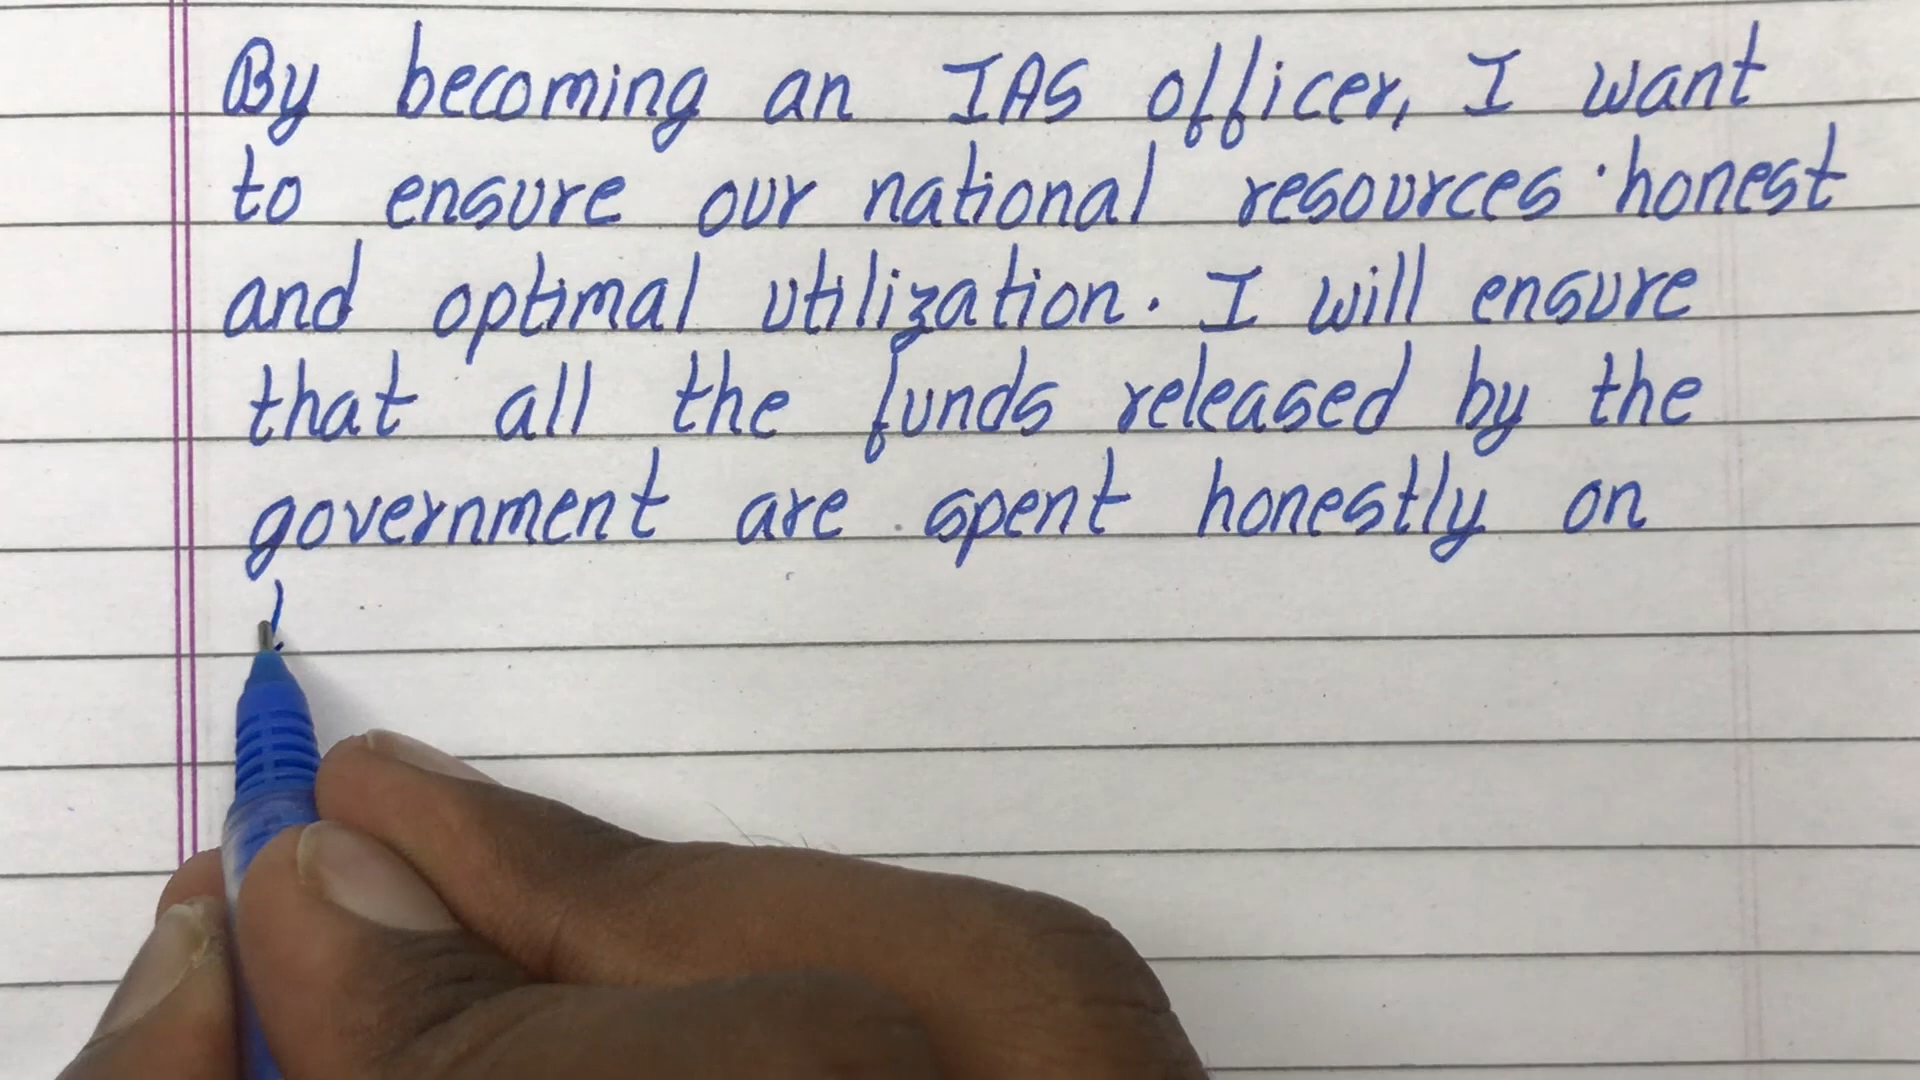 By becoming an IAS officer, I want
to ensure our national resources' honest
and optimal utilization. I will ensure
that all the funds released by the
government are spent honestly on